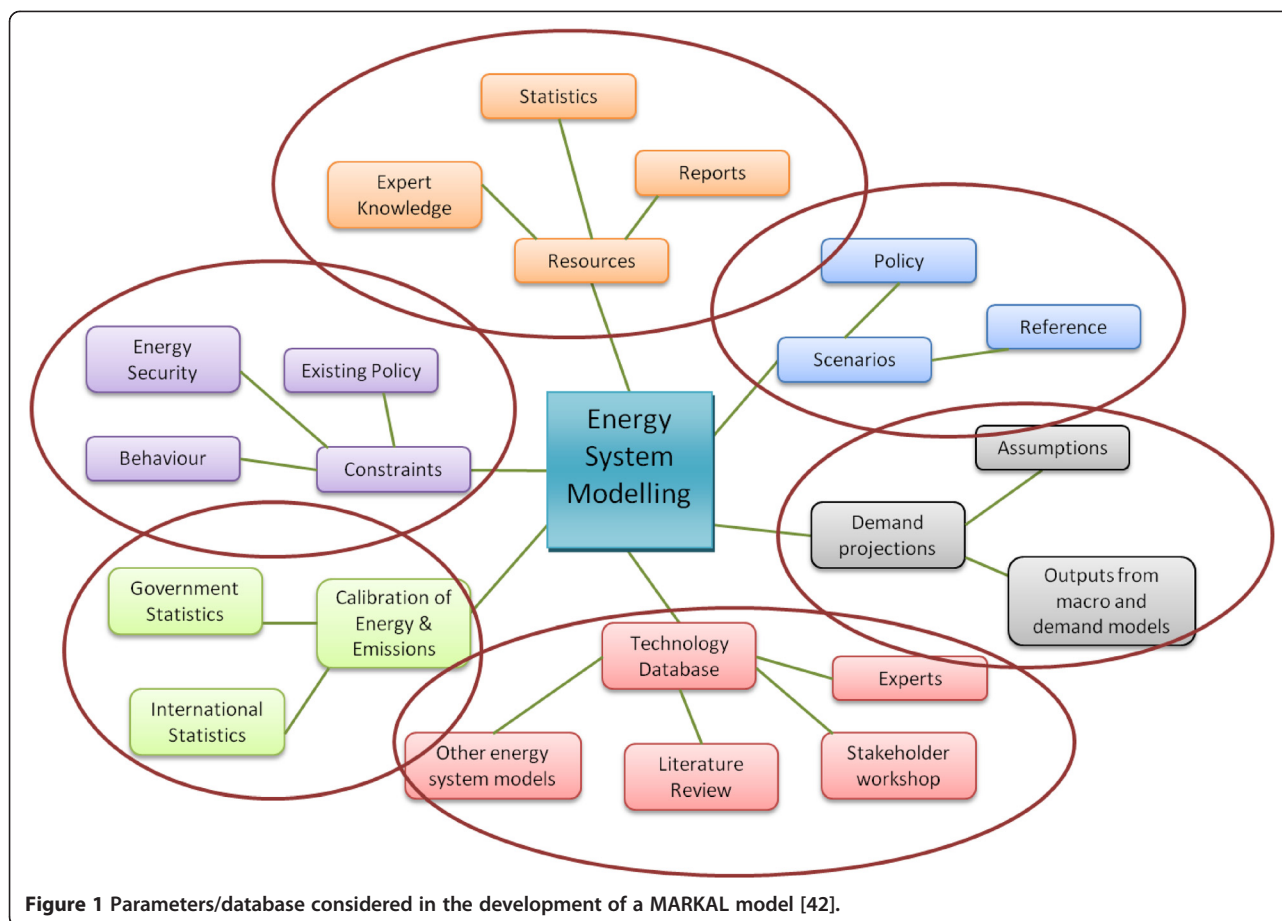 Statistics
Expert
Knowledge
Reports
Resources
Policy
Reference
Scenarios
Energy
Security
Existing Policy
Behaviour
Constraints
Energy
System
Modelling
Assumptions
Demand
projections
Outputs from
macro and
demand models
Government
Statistics
Calibration of
Energy &
Emissions
International
Statistics
Technology
Database
Experts
Other energy
system models
Literature
Review
Stakeholder
workshop
Figure 1 Parameters/database considered in the development of a MARKAL model [42].